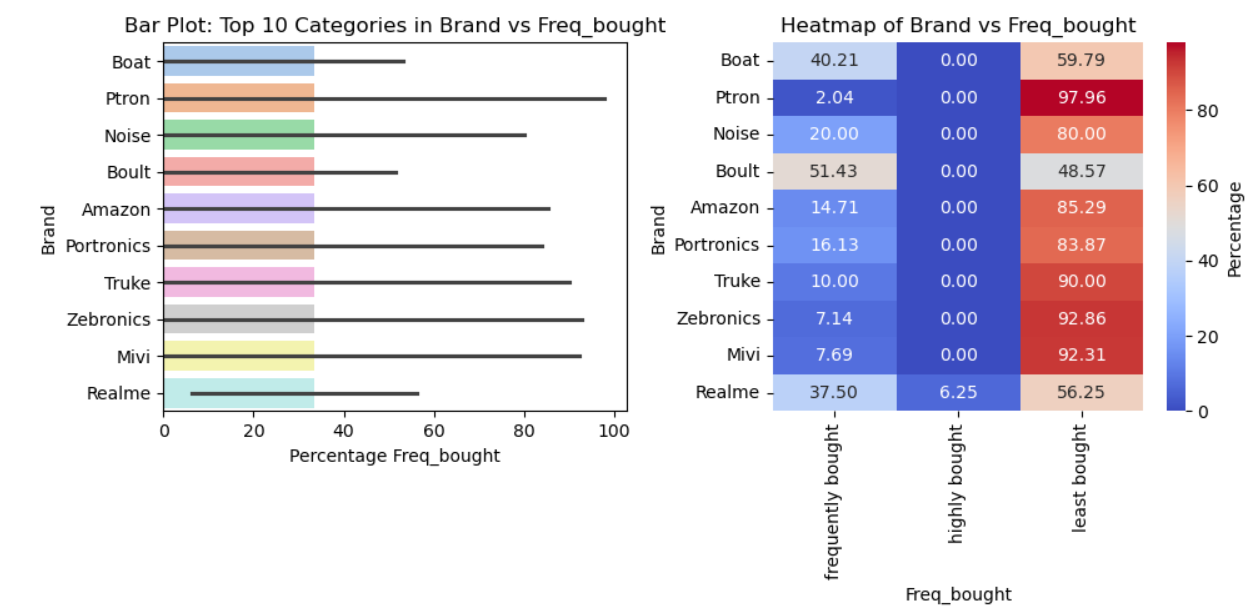 Bar Plot: Top 10 Categories in Brand vs Freq_bought
Brand
Boat
Ptron
Noise
Boult
Amazon
Portronics
Truke
Zebronics
Mivi
Realme
0 20 40 60 80 100
Percentage Freq_bought
Heatmap of Brand vs Freq_bought
Brand
Boat 40.21 0.00 59.79
Ptron 2.04 0.00 97.96
Noise 20.00 0.00 80.00
Boult 51.43 0.00 48.57
Amazon 14.71 0.00 85.29
Portronics 16.13 0.00 83.87
Truke 10.00 0.00 90.00
Zebronics 7.14 0.00 92.86
Mivi 7.69 0.00 92.31
Realme 37.50 6.25 56.25
frequently bought
highly bought
least bought
Freq_bought
80
60
40
20
0
Percentage